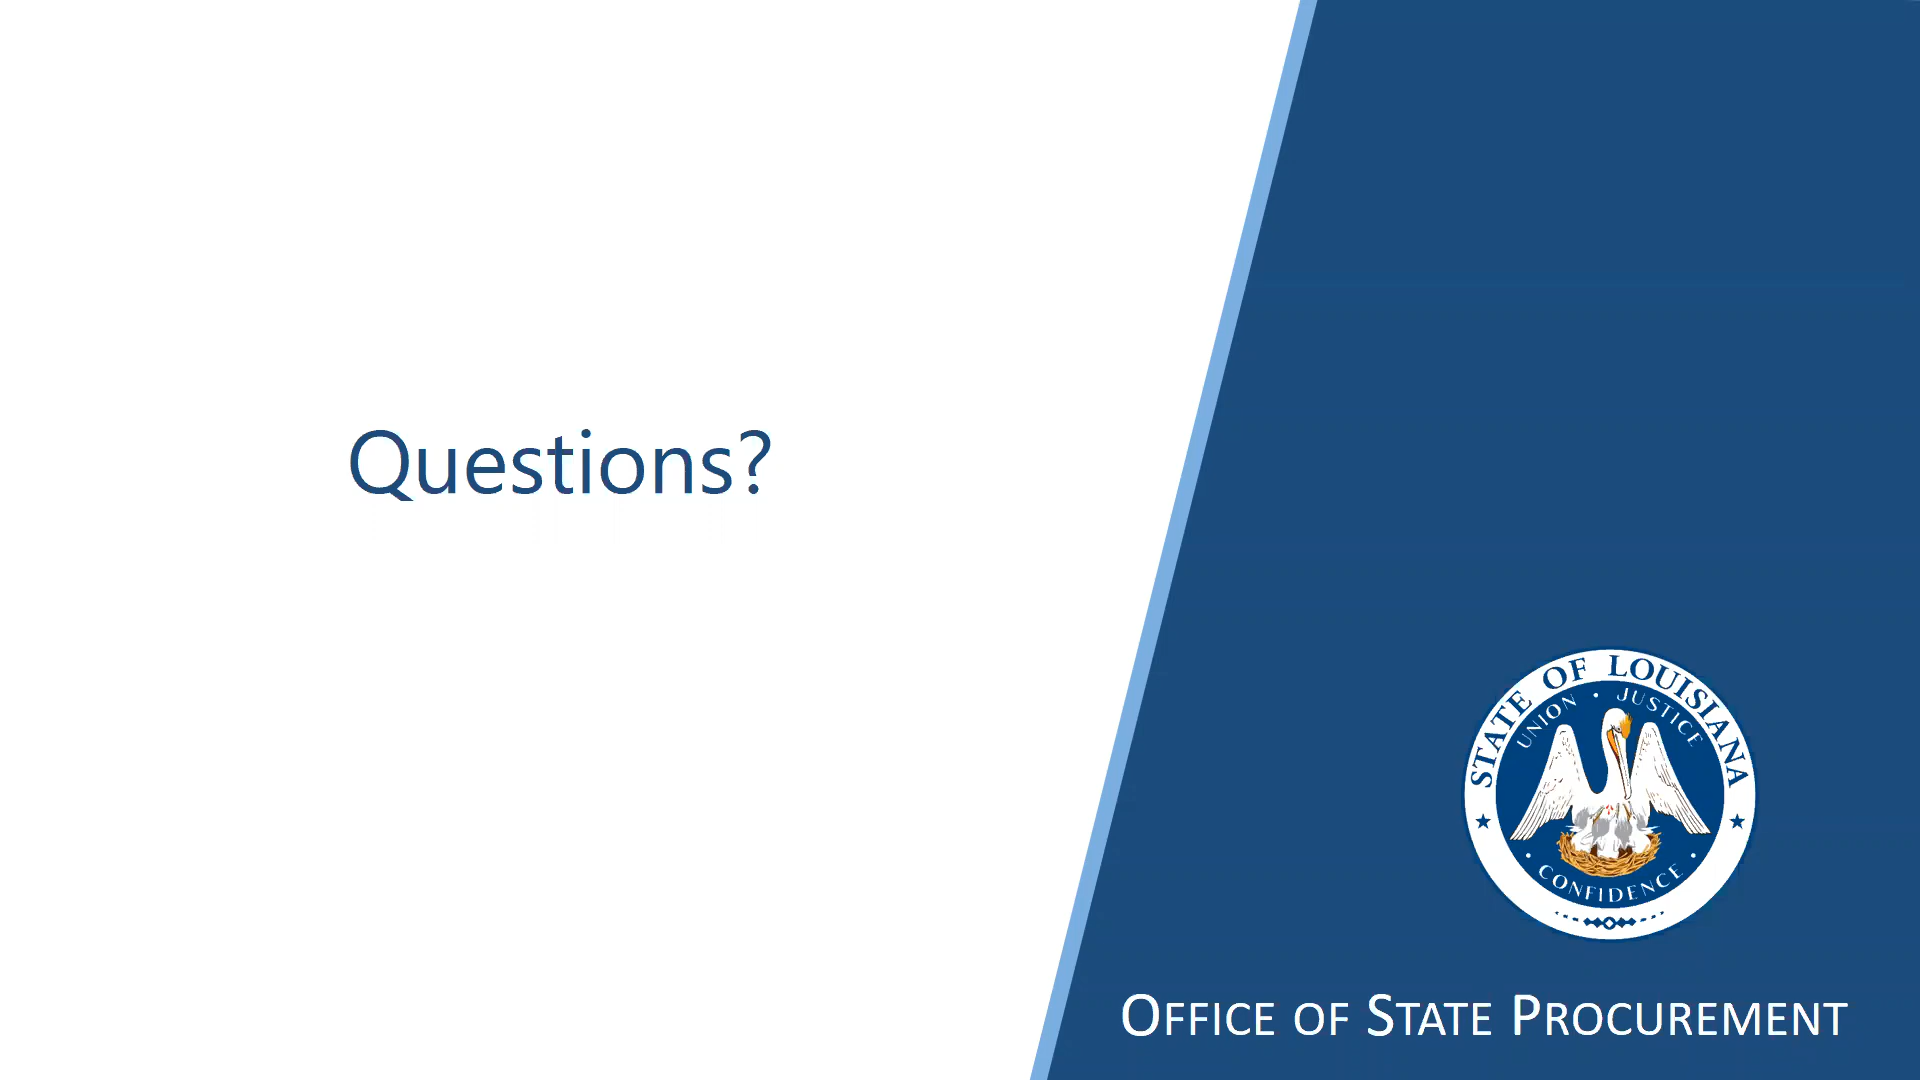 Questions?
STATE OF LOUISIANA
UNION · JUSTICE
CONFIDENCE
OFFICE OF STATE PROCUREMENT